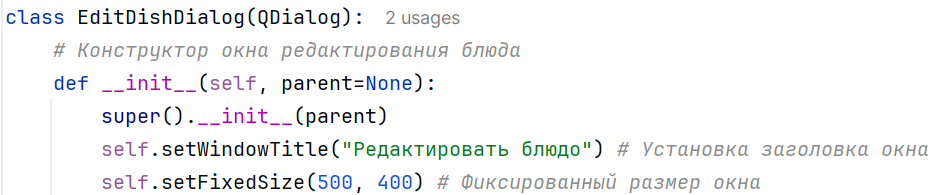 class EditDishDialog(QDialog):  2 usages
    # Конструктор окна редактирования блюда
    def __init__(self, parent=None):
        super().__init__(parent)
        self.setWindowTitle("Редактировать блюдо") # Установка заголовка окна
        self.setFixedSize(500, 400) # Фиксированный размер окна